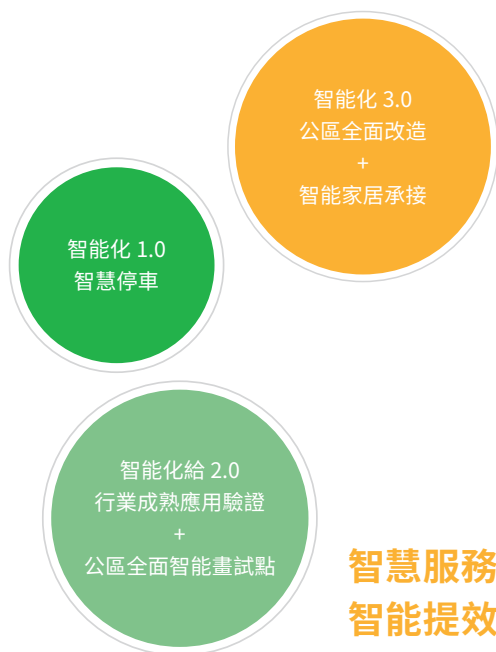 智能化 3.0
公區全面改造
+
智能家居承接
智能化 1.0
智慧停車
智能化給 2.0
行業成熟應用驗證
+
公區全面智能畫試點
智慧服務
智能提效